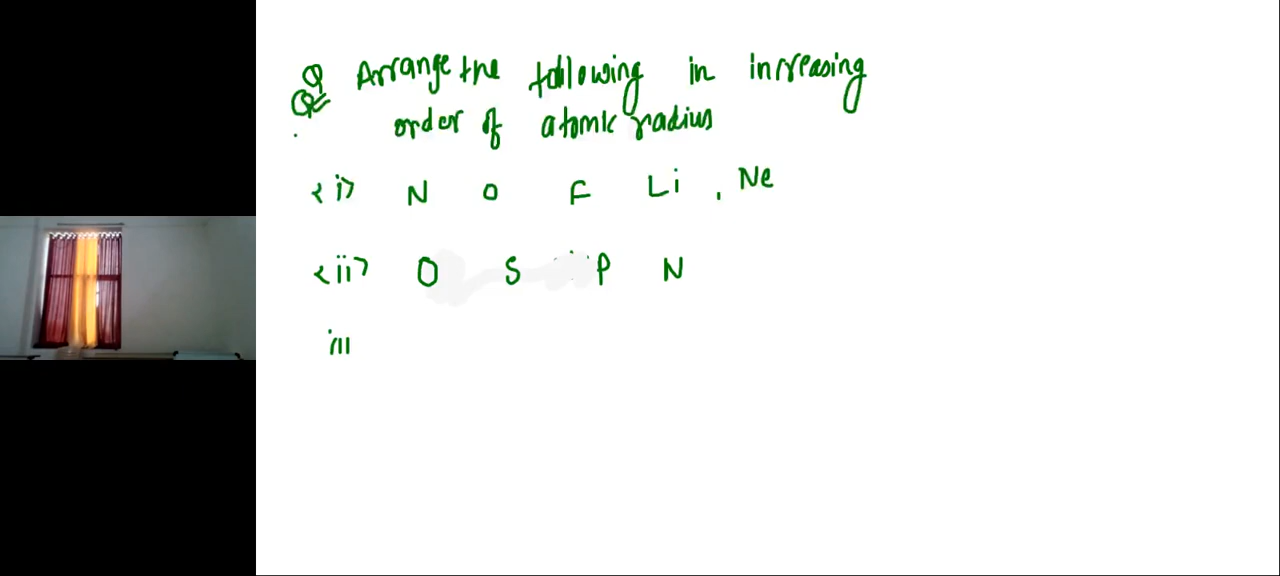 Q Arrange the following in increasing
order of atomic radius
<i> N O F Li , Ne
<ii> O S P N
iii